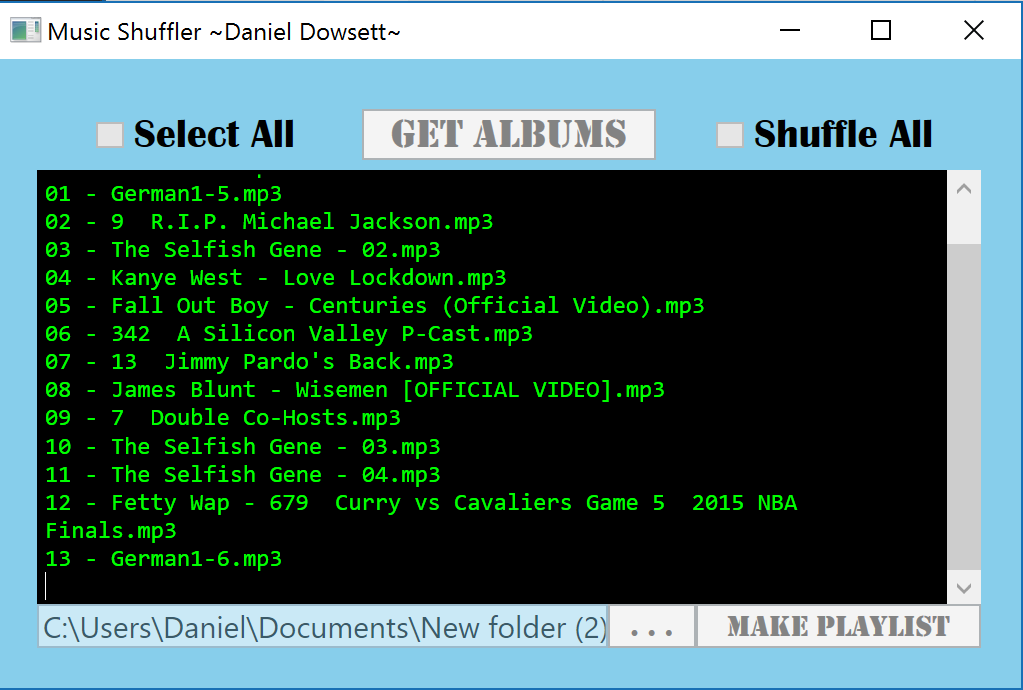 Music Shuffler ~Daniel Dowsett~
Select All
GET ALBUMS
Shuffle All
01 - German1-5.mp3
02 - 9  R.I.P. Michael Jackson.mp3
03 - The Selfish Gene - 02.mp3
04 - Kanye West - Love Lockdown.mp3
05 - Fall Out Boy - Centuries (Official Video).mp3
06 - 342  A Silicon Valley P-Cast.mp3
07 - 13  Jimmy Pardo's Back.mp3
08 - James Blunt - Wisemen [OFFICIAL VIDEO].mp3
09 - 7  Double Co-Hosts.mp3
10 - The Selfish Gene - 03.mp3
11 - The Selfish Gene - 04.mp3
12 - Fetty Wap - 679  Curry vs Cavaliers Game 5  2015 NBA
Finals.mp3
13 - German1-6.mp3
C:\Users\Daniel\Documents\New folder (2)
...
MAKE PLAYLIST